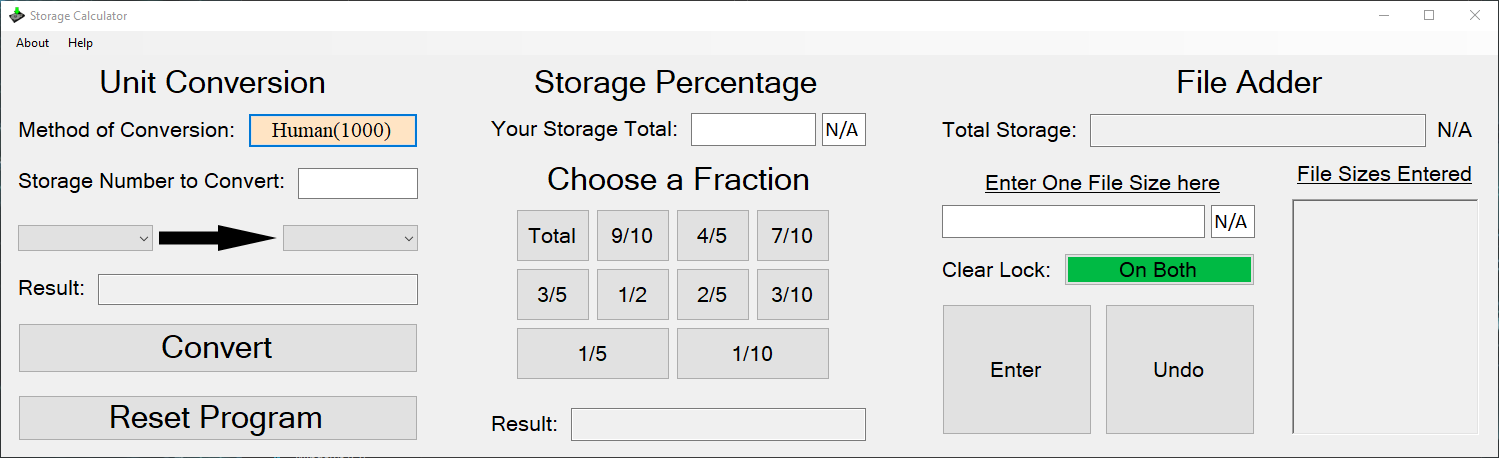 Storage Calculator
About Help
Unit Conversion
Method of Conversion: Human(1000)
Storage Number to Convert:
Result:
Convert
Reset Program
Storage Percentage
Your Storage Total: N/A
Choose a Fraction
Total 9/10 4/5 7/10
3/5 1/2 2/5 3/10
1/5 1/10
Result:
File Adder
Total Storage: N/A
Enter One File Size here
N/A
Clear Lock: On Both
Enter Undo
File Sizes Entered